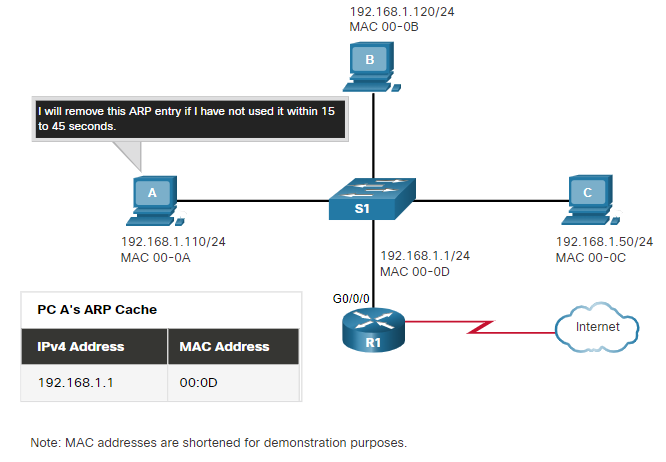 192.168.1.120/24
MAC 00-0B
B
I will remove this ARP entry if I have not used it within 15
to 45 seconds.
A
S1
C
192.168.1.110/24
MAC 00-0A
192.168.1.1/24
MAC 00-0D
192.168.1.50/24
MAC 00-0C
G0/0/0
R1
Internet
PC A's ARP Cache
IPv4 Address MAC Address
192.168.1.1 00:0D
Note: MAC addresses are shortened for demonstration purposes.